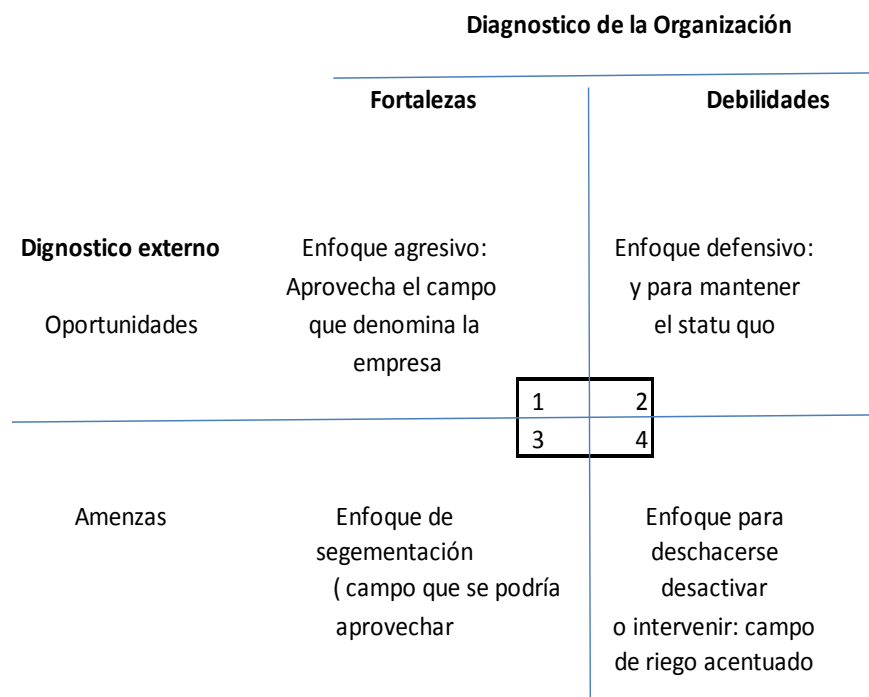 Diagnostico de la Organización
Fortalezas
Debilidades
Dignostico externo
Oportunidades
Enfoque agresivo:
Aprovecha el campo
que denomina la
empresa
Enfoque defensivo:
y para mantener
el statu quo
1
2
3
4
Amenzas
Enfoque de
segementación
( campo que se podría
aprovechar
Enfoque para
deschacerse
desactivar
o intervenir: campo
de riego acentuado